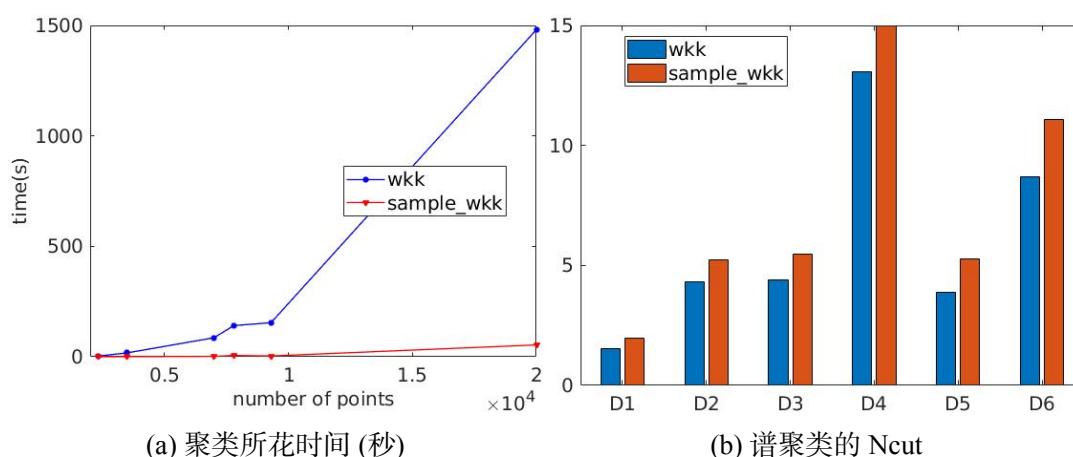 1500
1000
500
0
time(s)
wkk
sample_wkk
0.5
1
1.5
2
number of points
×10^4
(a) 聚类所花时间 (秒)
15
10
5
0
wkk
sample_wkk
D1
D2
D3
D4
D5
D6
(b) 谱聚类的 Ncut